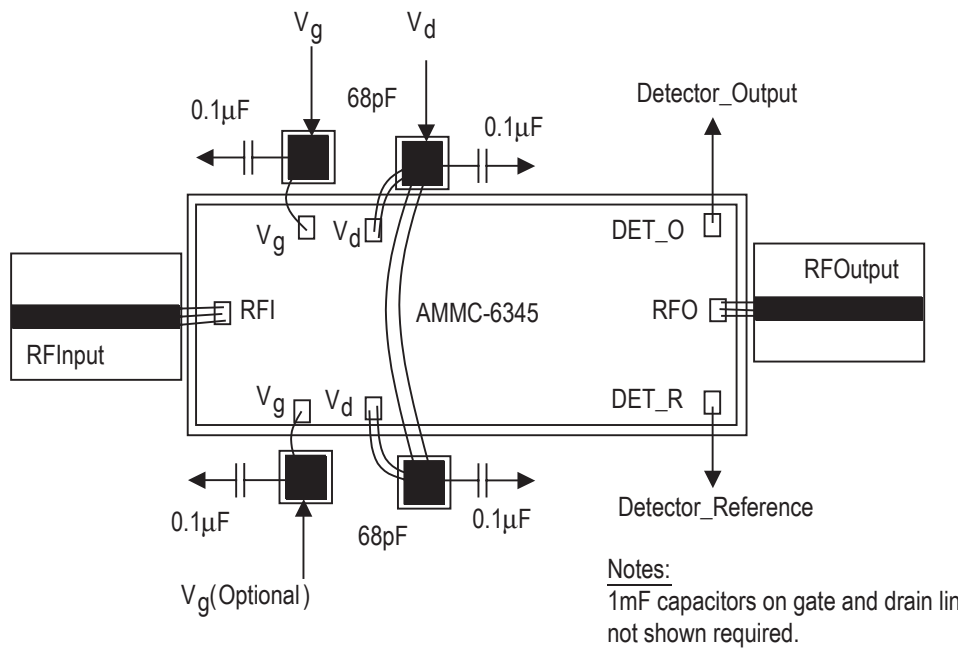 Vg
Vd
68pF
0.1µF
0.1µF
Detector_Output
Vg
Vd
DET_O
RFOutput
RFI
AMMC-6345
RFO
RFInput
Vg
Vd
DET_R
0.1µF
68pF
0.1µF
Detector_Reference
Vg(Optional)
Notes:
1mF capacitors on gate and drain lin
not shown required.